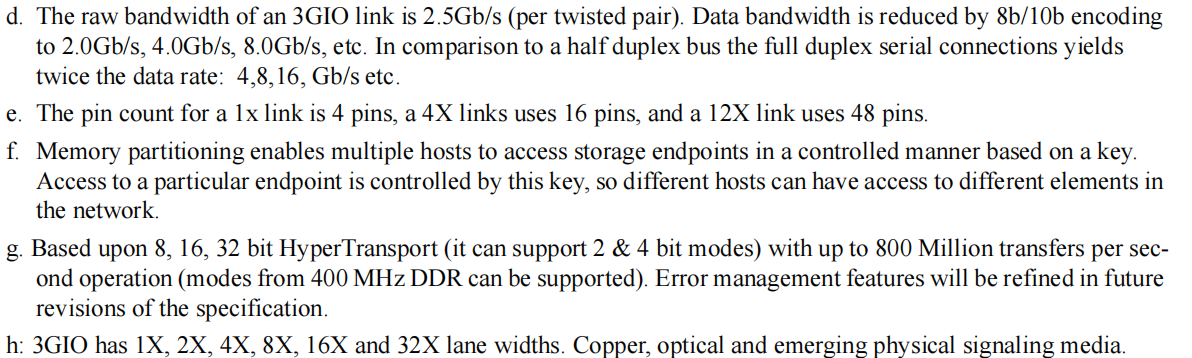 d. The raw bandwidth of an 3GIO link is 2.5Gb/s (per twisted pair). Data bandwidth is reduced by 8b/10b encoding
to 2.0Gb/s, 4.0Gb/s, 8.0Gb/s, etc. In comparison to a half duplex bus the full duplex serial connections yields
twice the data rate: 4,8,16, Gb/s etc.
e. The pin count for a 1x link is 4 pins, a 4X links uses 16 pins, and a 12X link uses 48 pins.
f. Memory partitioning enables multiple hosts to access storage endpoints in a controlled manner based on a key.
Access to a particular endpoint is controlled by this key, so different hosts can have access to different elements in
the network.
g. Based upon 8, 16, 32 bit HyperTransport (it can support 2 & 4 bit modes) with up to 800 Million transfers per sec-
ond operation (modes from 400 MHz DDR can be supported). Error management features will be refined in future
revisions of the specification.
h: 3GIO has 1X, 2X, 4X, 8X, 16X and 32X lane widths. Copper, optical and emerging physical signaling media.